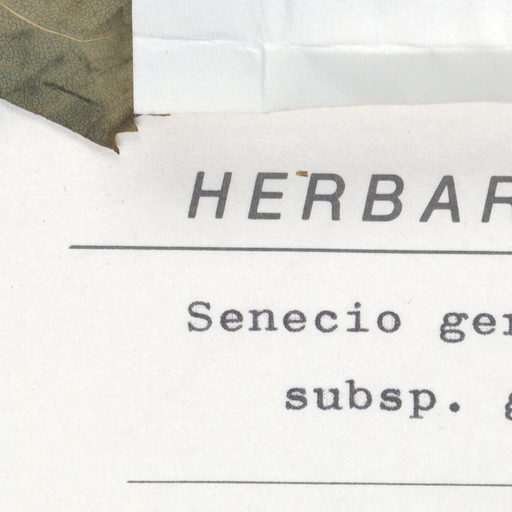 HERBAR
Senecio ger
subsp. g